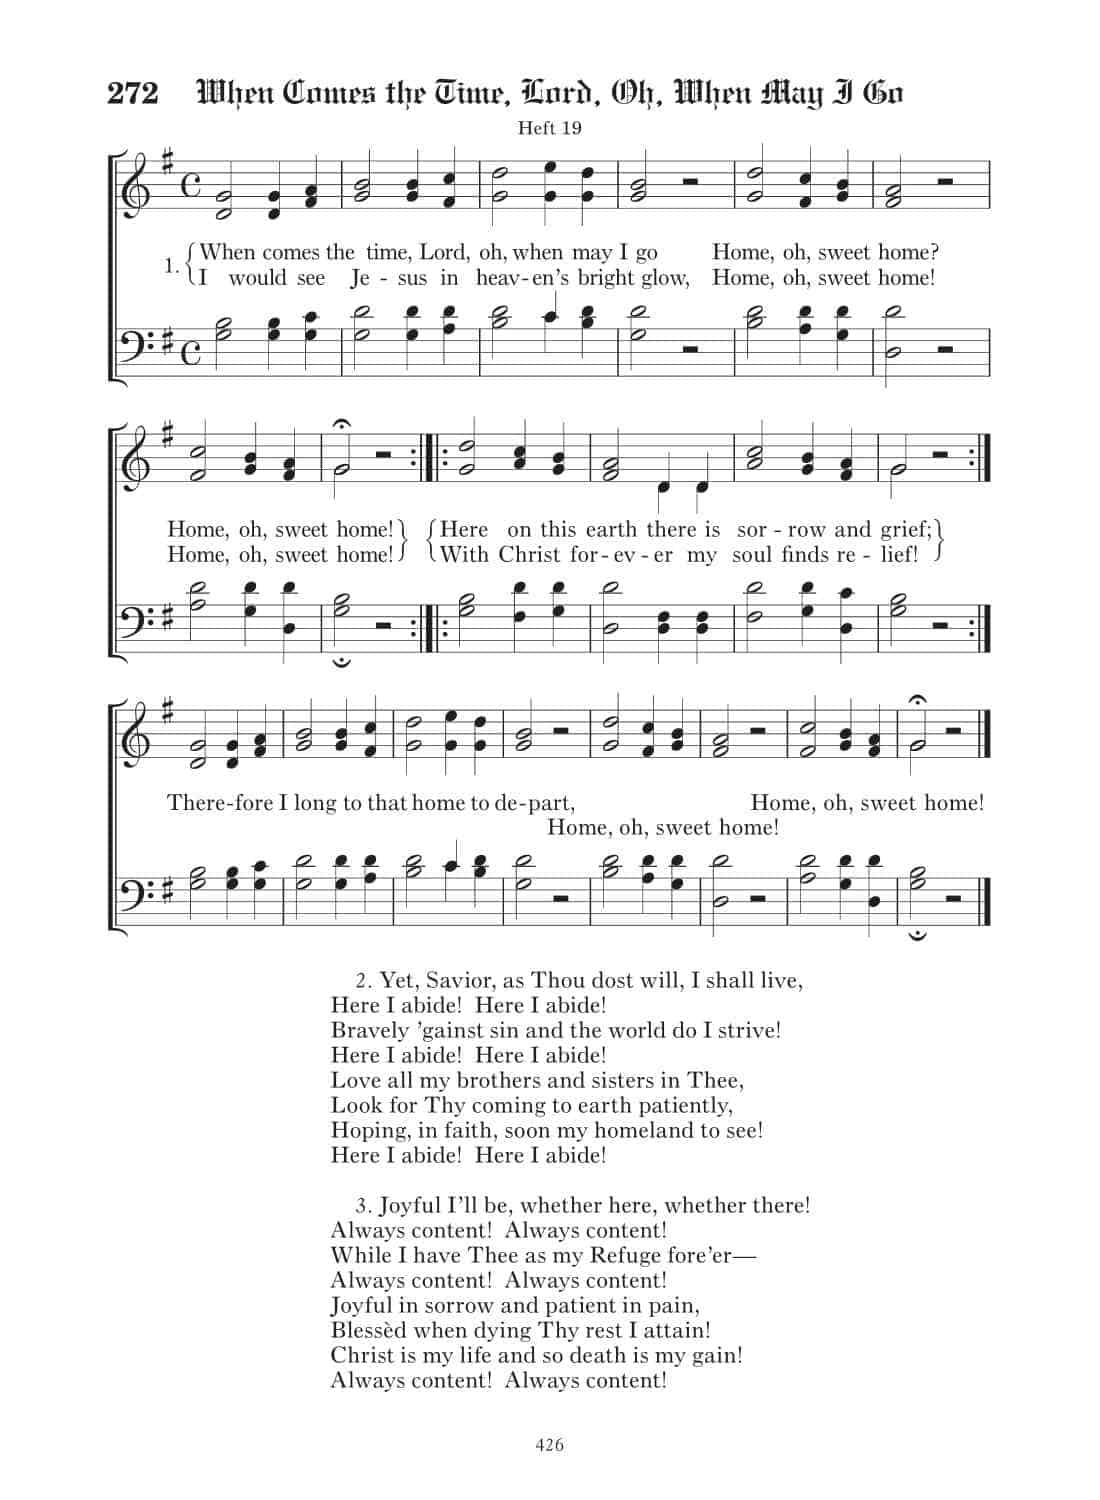 272 When Comes the Time, Lord, Oh, When May I Go
Heft 19
1. When comes the time, Lord, oh, when may I go Home, oh, sweet home?
I would see Je - sus in heav-en's bright glow, Home, oh, sweet home!
Home, oh, sweet home! Here on this earth there is sor - row and grief;
Home, oh, sweet home! With Christ for-ev-er my soul finds re - lief!
There-fore I long to that home to de-part, Home, oh, sweet home!
Home, oh, sweet home!
2. Yet, Savior, as Thou dost will, I shall live,
Here I abide! Here I abide!
Bravely ’gainst sin and the world do I strive!
Here I abide! Here I abide!
Love all my brothers and sisters in Thee,
Look for Thy coming to earth patiently,
Hoping, in faith, soon my homeland to see!
Here I abide! Here I abide!
3. Joyful I’ll be, whether here, whether there!
Always content! Always content!
While I have Thee as my Refuge fore’er—
Always content! Always content!
Joyful in sorrow and patient in pain,
Blessèd when dying Thy rest I attain!
Christ is my life and so death is my gain!
Always content! Always content!
426